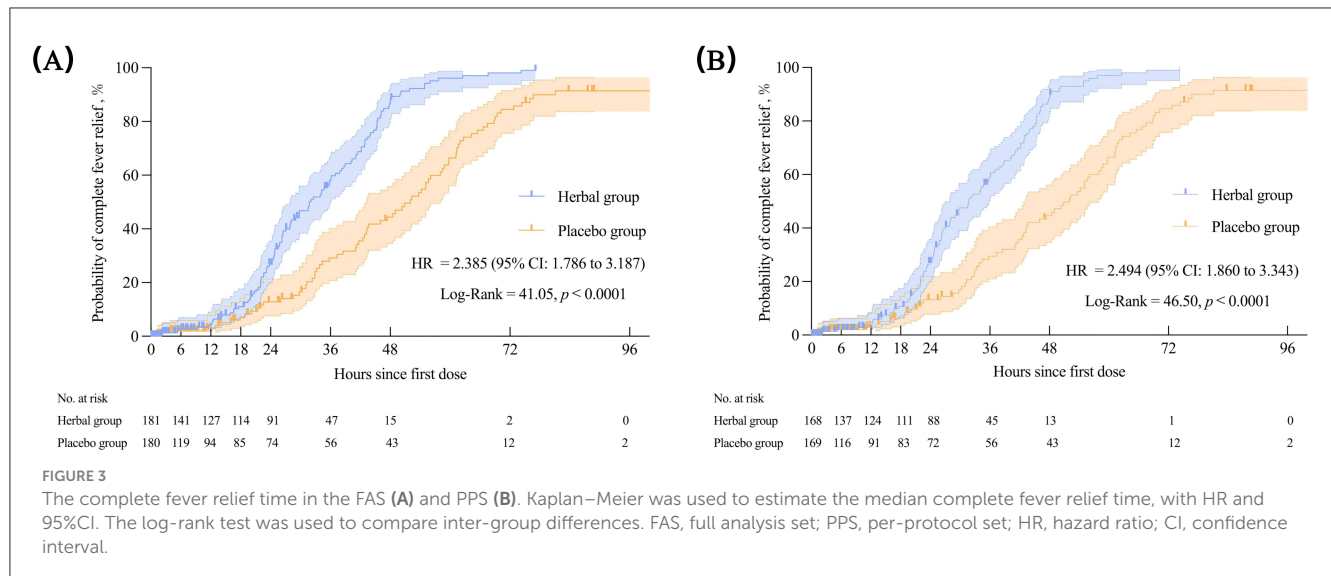 (A)
Probability of complete fever relief , %
100
80
60
40
20
0
Herbal group
Placebo group
HR = 2.385 (95% CI: 1.786 to 3.187)
Log-Rank = 41.05, p < 0.0001
0 6 12 18 24 36 48 72 96
Hours since first dose
No. at risk
Herbal group 181 141 127 114 91 47 15 2 0
Placebo group 180 119 94 85 74 56 43 12 2
(B)
Probability of complete fever relief , %
100
80
60
40
20
0
Herbal group
Placebo group
HR = 2.494 (95% CI: 1.860 to 3.343)
Log-Rank = 46.50, p < 0.0001
0 6 12 18 24 36 48 72 96
Hours since first dose
No. at risk
Herbal group 168 137 124 111 88 45 13 1 0
Placebo group 169 116 91 83 72 56 43 12 2
FIGURE 3
The complete fever relief time in the FAS (A) and PPS (B). Kaplan–Meier was used to estimate the median complete fever relief time, with HR and
95%CI. The log-rank test was used to compare inter-group differences. FAS, full analysis set; PPS, per-protocol set; HR, hazard ratio; CI, confidence
interval.